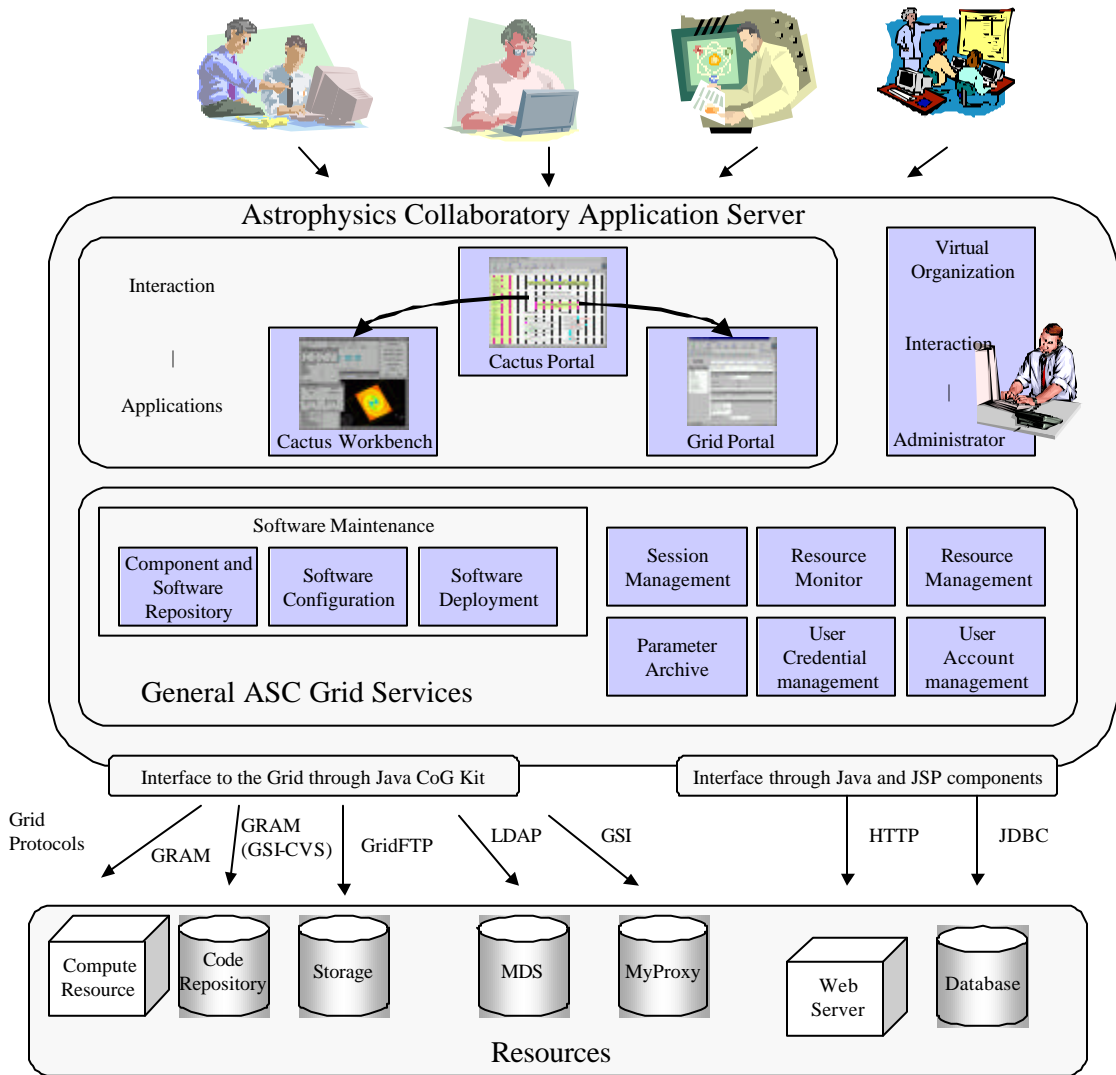 Astrophysics Collaboratory Application Server
Interaction
|
Applications
Cactus Portal
Cactus Workbench
Grid Portal
Virtual
Organization
Interaction
|
Administrator
Software Maintenance
Component and
Software
Repository
Software
Configuration
Software
Deployment
Session
Management
Resource
Monitor
Resource
Management
Parameter
Archive
User
Credential
management
User
Account
management
General ASC Grid Services
Interface to the Grid through Java CoG Kit
Interface through Java and JSP components
Grid
Protocols
GRAM
GRAM
(GSI-CVS)
GridFTP
LDAP
GSI
HTTP
JDBC
Compute
Resource
Code
Repository
Storage
MDS
MyProxy
Web
Server
Database
Resources